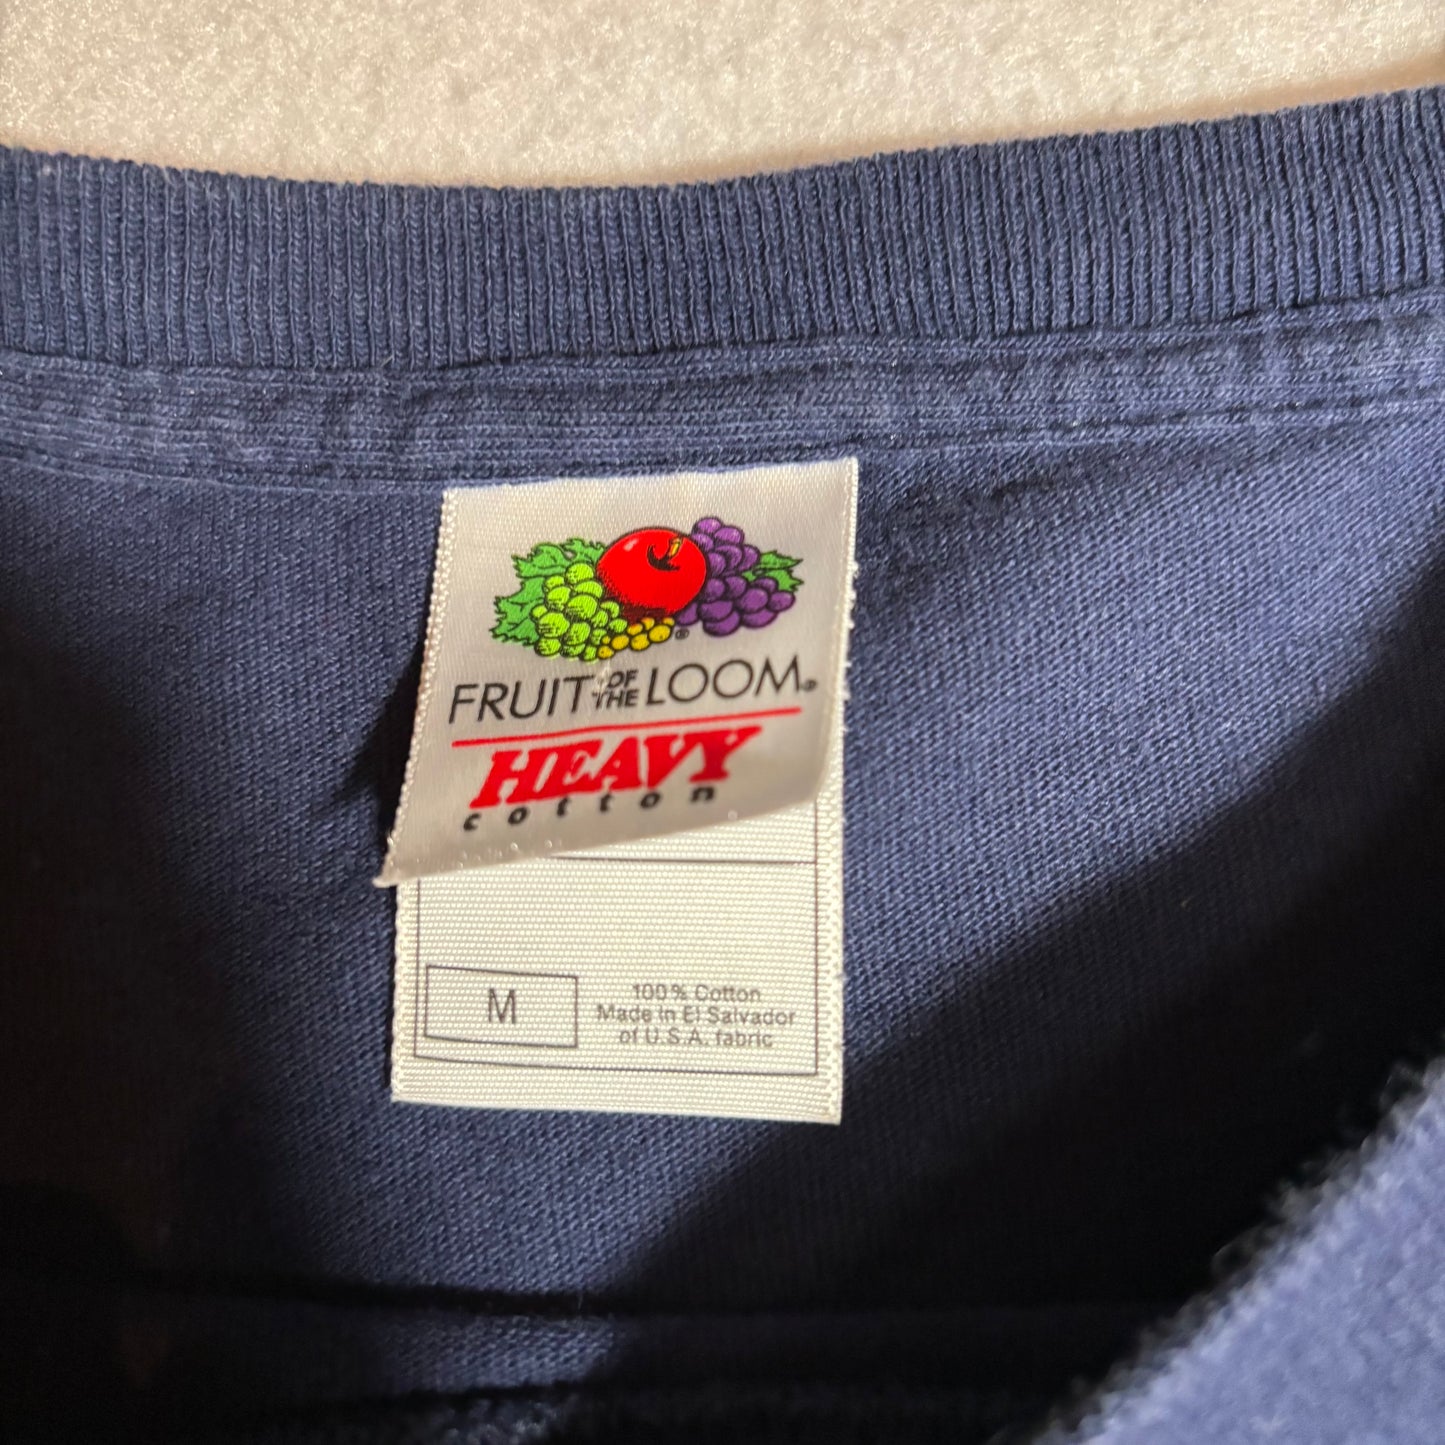 FRUIT OF THE LOOM®
HEAVY
cotton
M
100% Cotton
Made in El Salvador
of U.S.A. fabric